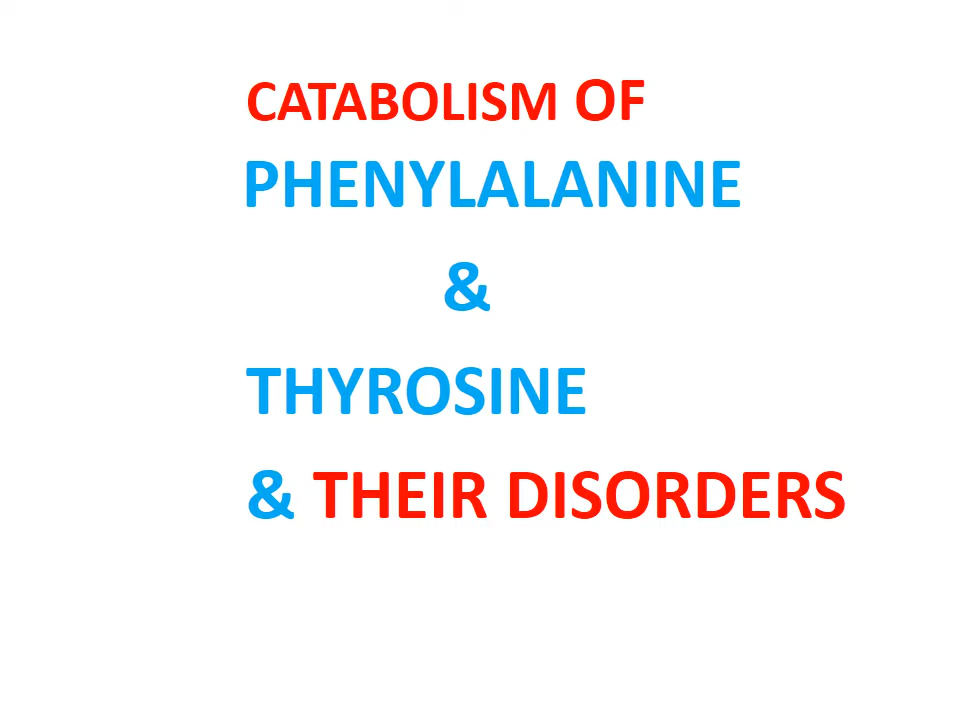 CATABOLISM OF
PHENYLALANINE
&
THYROSINE
& THEIR DISORDERS